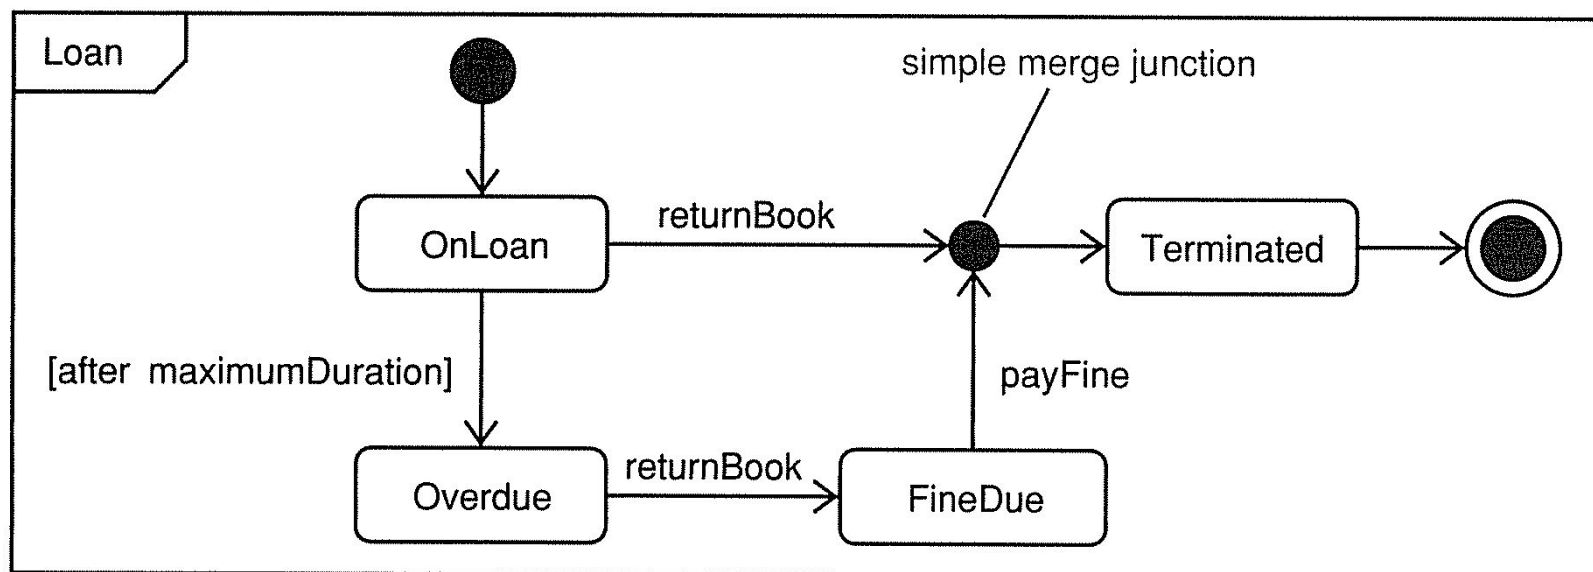 Loan
simple merge junction
OnLoan
returnBook
Terminated
[after maximumDuration]
payFine
Overdue
returnBook
FineDue